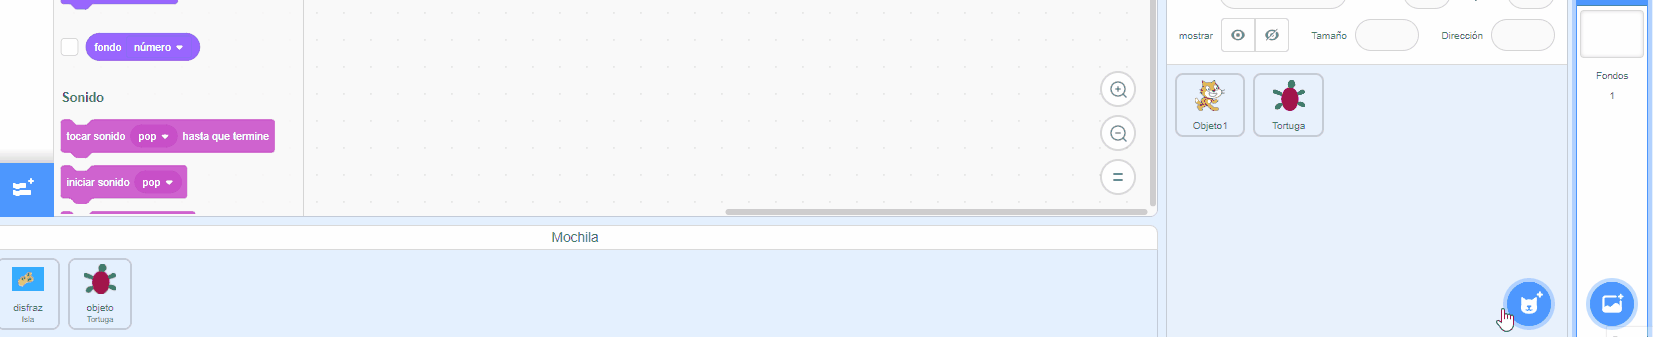 fondo número
Sonido
tocar sonido pop hasta que termine
iniciar sonido pop
mostrar
Tamaño
Dirección
Objeto1
Tortuga
Fondos
1
Mochila
disfraz
Isla
objeto
Tortuga